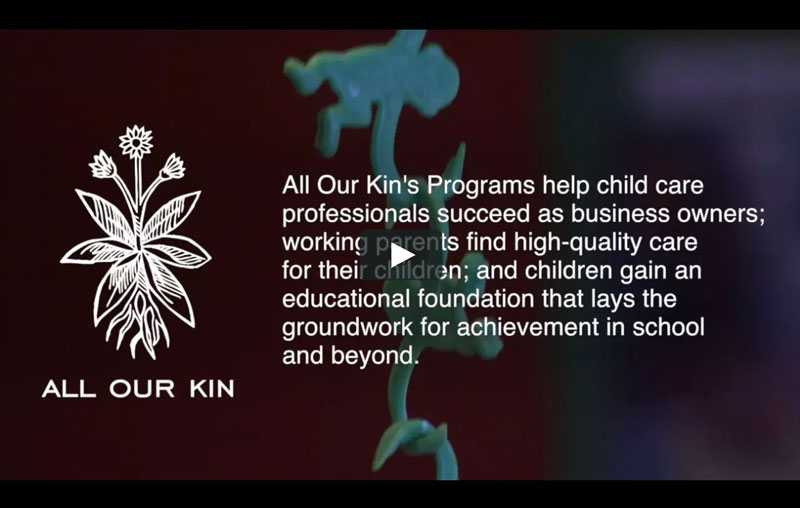 All Our Kin's Programs help child care
professionals succeed as business owners;
working parents find high-quality care
for their children; and children gain an
educational foundation that lays the
groundwork for achievement in school
and beyond.
ALL OUR KIN